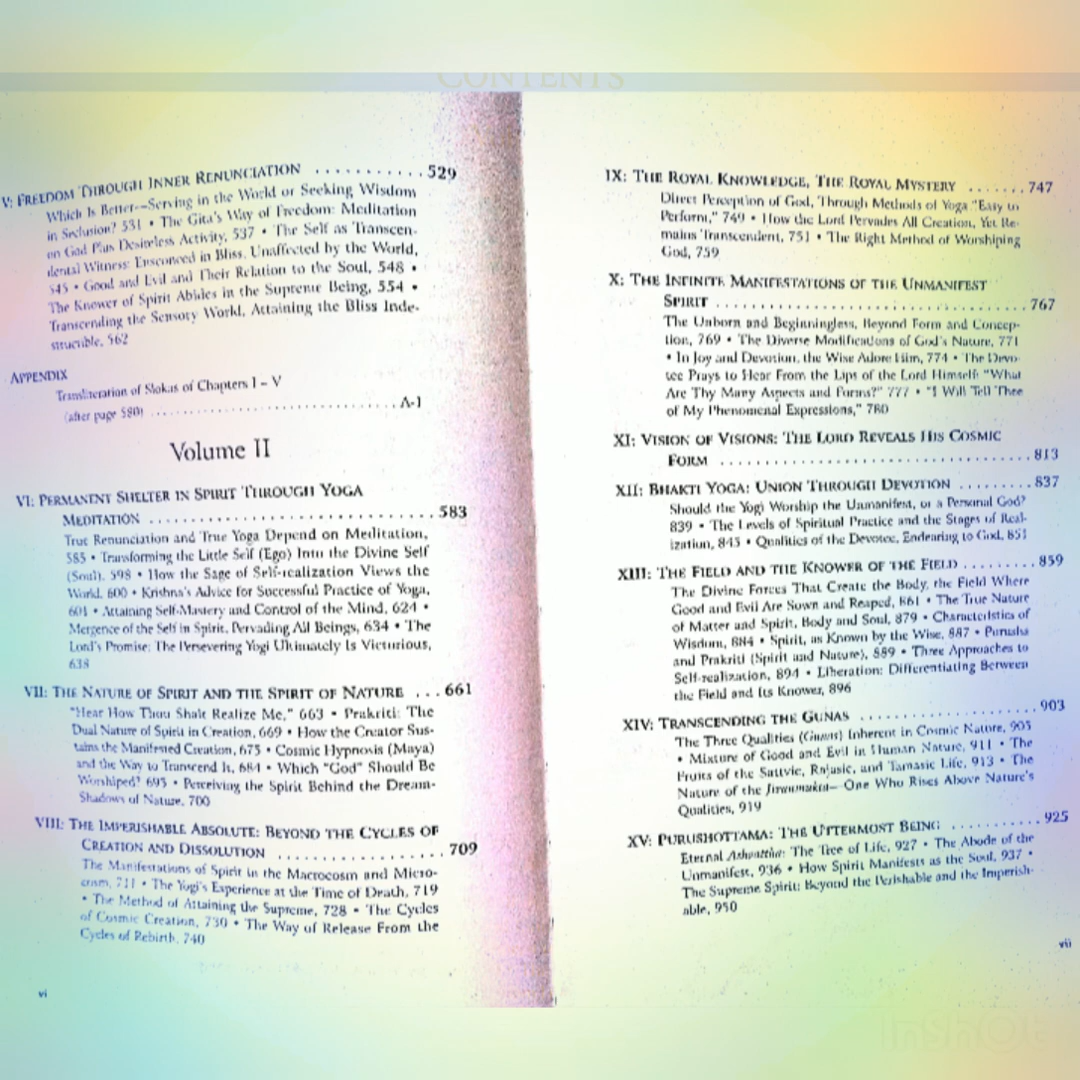 CONTENTS
V: FREEDOM THROUGH INNER RENUNCIATION .......... 529
Which Is Better—Serving in the World or Seeking Wisdom
in Seclusion? 531 • The Gita's Way of Freedom: Meditation
on God Plus Desireless Activity, 537 • The Self as Transcen-
dental Witness: Ensconced in Bliss, Unaffected by the World,
545 • Good and Evil and Their Relation to the Soul, 548 •
The Knower of Spirit Abides in the Supreme Being, 554 •
Transcending the Sensory World, Attaining the Bliss Inde-
structible, 562
APPENDIX
Transliteration of Slokas of Chapters I – V
(after page 580) .......... A-1
Volume II
VI: PERMANENT SHELTER IN SPIRIT THROUGH YOGA
MEDITATION .......... 583
True Renunciation and True Yoga Depend on Meditation,
585 • Transforming the Little Self (Ego) Into the Divine Self
(Soul), 598 • How the Sage of Self-realization Views the
World, 600 • Krishna's Advice for Successful Practice of Yoga,
601 • Attaining Self-Mastery and Control of the Mind, 624 •
Mergence of the Self in Spirit, Pervading All Beings, 634 • The
Lord's Promise: The Persevering Yogi Ultimately Is Victorious,
638
VII: THE NATURE OF SPIRIT AND THE SPIRIT OF NATURE ... 661
"Hear How Thou Shalt Realize Me," 663 • Prakriti: The
Dual Nature of Spirit in Creation, 669 • How the Creator Sus-
tains the Manifested Creation, 675 • Cosmic Hypnosis (Maya)
and the Way to Transcend It, 684 • Which "God" Should Be
Worshiped? 693 • Perceiving the Spirit Behind the Dream-
Shadows of Nature, 700
VIII: THE IMPERISHABLE ABSOLUTE: BEYOND THE CYCLES OF
CREATION AND DISSOLUTION .......... 709
The Manifestations of Spirit in the Macrocosm and Micro-
cosm, 711 • The Yogi's Experience at the Time of Death, 719
• The Method of Attaining the Supreme, 728 • The Cycles
of Cosmic Creation, 730 • The Way of Release From the
Cycles of Rebirth, 740
vi
IX: THE ROYAL KNOWLEDGE, THE ROYAL MYSTERY ....... 747
Direct Perception of God, Through Methods of Yoga "Easy to
Perform," 749 • How the Lord Pervades All Creation, Yet Re-
mains Transcendent, 751 • The Right Method of Worshiping
God, 759
X: THE INFINITE MANIFESTATIONS OF THE UNMANIFEST
SPIRIT .......... 767
The Unborn and Beginningless, Beyond Form and Concep-
tion, 769 • The Diverse Modifications of God's Nature, 771
• In Joy and Devotion, the Wise Adore Him, 774 • The Devo-
tee Prays to Hear From the Lips of the Lord Himself: "What
Are Thy Many Aspects and Forms?" 777 • "I Will Tell Thee
of My Phenomenal Expressions," 780
XI: VISION OF VISIONS: THE LORD REVEALS HIS COSMIC
FORM .......... 813
XII: BHAKTI YOGA: UNION THROUGH DEVOTION ......... 837
Should the Yogi Worship the Unmanifest, or a Personal God?
839 • The Levels of Spiritual Practice and the Stages of Real-
ization, 845 • Qualities of the Devotee, Endearing to God, 851
XIII: THE FIELD AND THE KNOWER OF THE FIELD ......... 859
The Divine Forces That Create the Body, the Field Where
Good and Evil Are Sown and Reaped, 861 • The True Nature
of Matter and Spirit, Body and Soul, 879 • Characteristics of
Wisdom, 884 • Spirit, as Known by the Wise, 887 • Purusha
and Prakriti (Spirit and Nature), 889 • Three Approaches to
Self-realization, 894 • Liberation: Differentiating Between
the Field and Its Knower, 896
XIV: TRANSCENDING THE GUNAS .......... 903
The Three Qualities (Gunas) Inherent in Cosmic Nature, 905
• Mixture of Good and Evil in Human Nature, 911 • The
Fruits of the Sattvic, Rajasic, and Tamasic Life, 913 • The
Nature of the Jivanmukta— One Who Rises Above Nature's
Qualities, 919
XV: PURUSHOTTAMA: THE UTTERMOST BEING .......... 925
Eternal Ashvattha: The Tree of Life, 927 • The Abode of the
Unmanifest, 936 • How Spirit Manifests as the Soul, 937 •
The Supreme Spirit: Beyond the Perishable and the Imperish-
able, 950
vii
InShOt